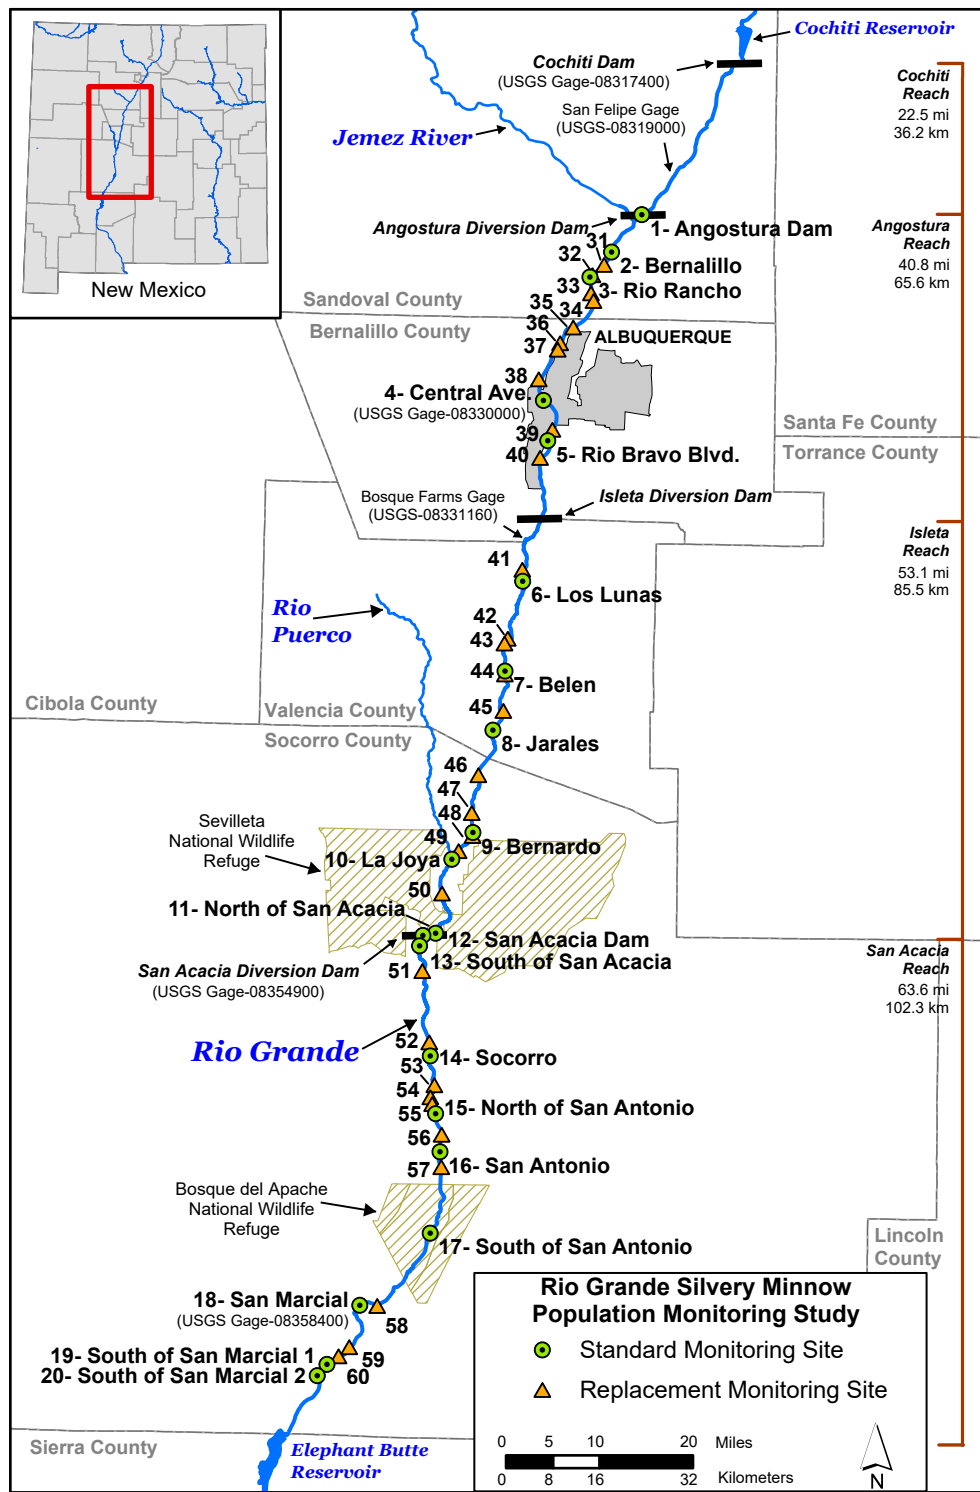 Cochiti Reservoir
Cochiti Dam
(USGS Gage-08317400)
San Felipe Gage
(USGS-08319000)
Cochiti
Reach
22.5 mi
36.2 km
Jemez River
New Mexico
Angostura Diversion Dam
1- Angostura Dam
Angostura
Reach
40.8 mi
65.6 km
31
2- Bernalillo
32
33
3- Rio Rancho
34
35
Sandoval County
Bernalillo County
36
37
ALBUQUERQUE
38
4- Central Ave.
(USGS Gage-08330000)
Santa Fe County
Torrance County
39
40
5- Rio Bravo Blvd.
Bosque Farms Gage
(USGS-08331160)
Isleta Diversion Dam
Isleta
Reach
53.1 mi
85.5 km
41
6- Los Lunas
Rio
Puerco
42
43
44
7- Belen
Cibola County
Valencia County
Socorro County
45
8- Jarales
46
47
48
49
9- Bernardo
Sevilleta
National Wildlife
Refuge
10- La Joya
50
11- North of San Acacia
12- San Acacia Dam
13- South of San Acacia
San Acacia Diversion Dam
(USGS Gage-08354900)
51
San Acacia
Reach
63.6 mi
102.3 km
Rio Grande
52
14- Socorro
53
54
55
15- North of San Antonio
56
57
16- San Antonio
Bosque del Apache
National Wildlife
Refuge
17- South of San Antonio
Lincoln
County
18- San Marcial
(USGS Gage-08358400)
58
19- South of San Marcial 1
59
20- South of San Marcial 2
60
Sierra County
Elephant Butte
Reservoir
Rio Grande Silvery Minnow
Population Monitoring Study
Standard Monitoring Site
Replacement Monitoring Site
0 5 10 20 Miles
0 8 16 32 Kilometers
N